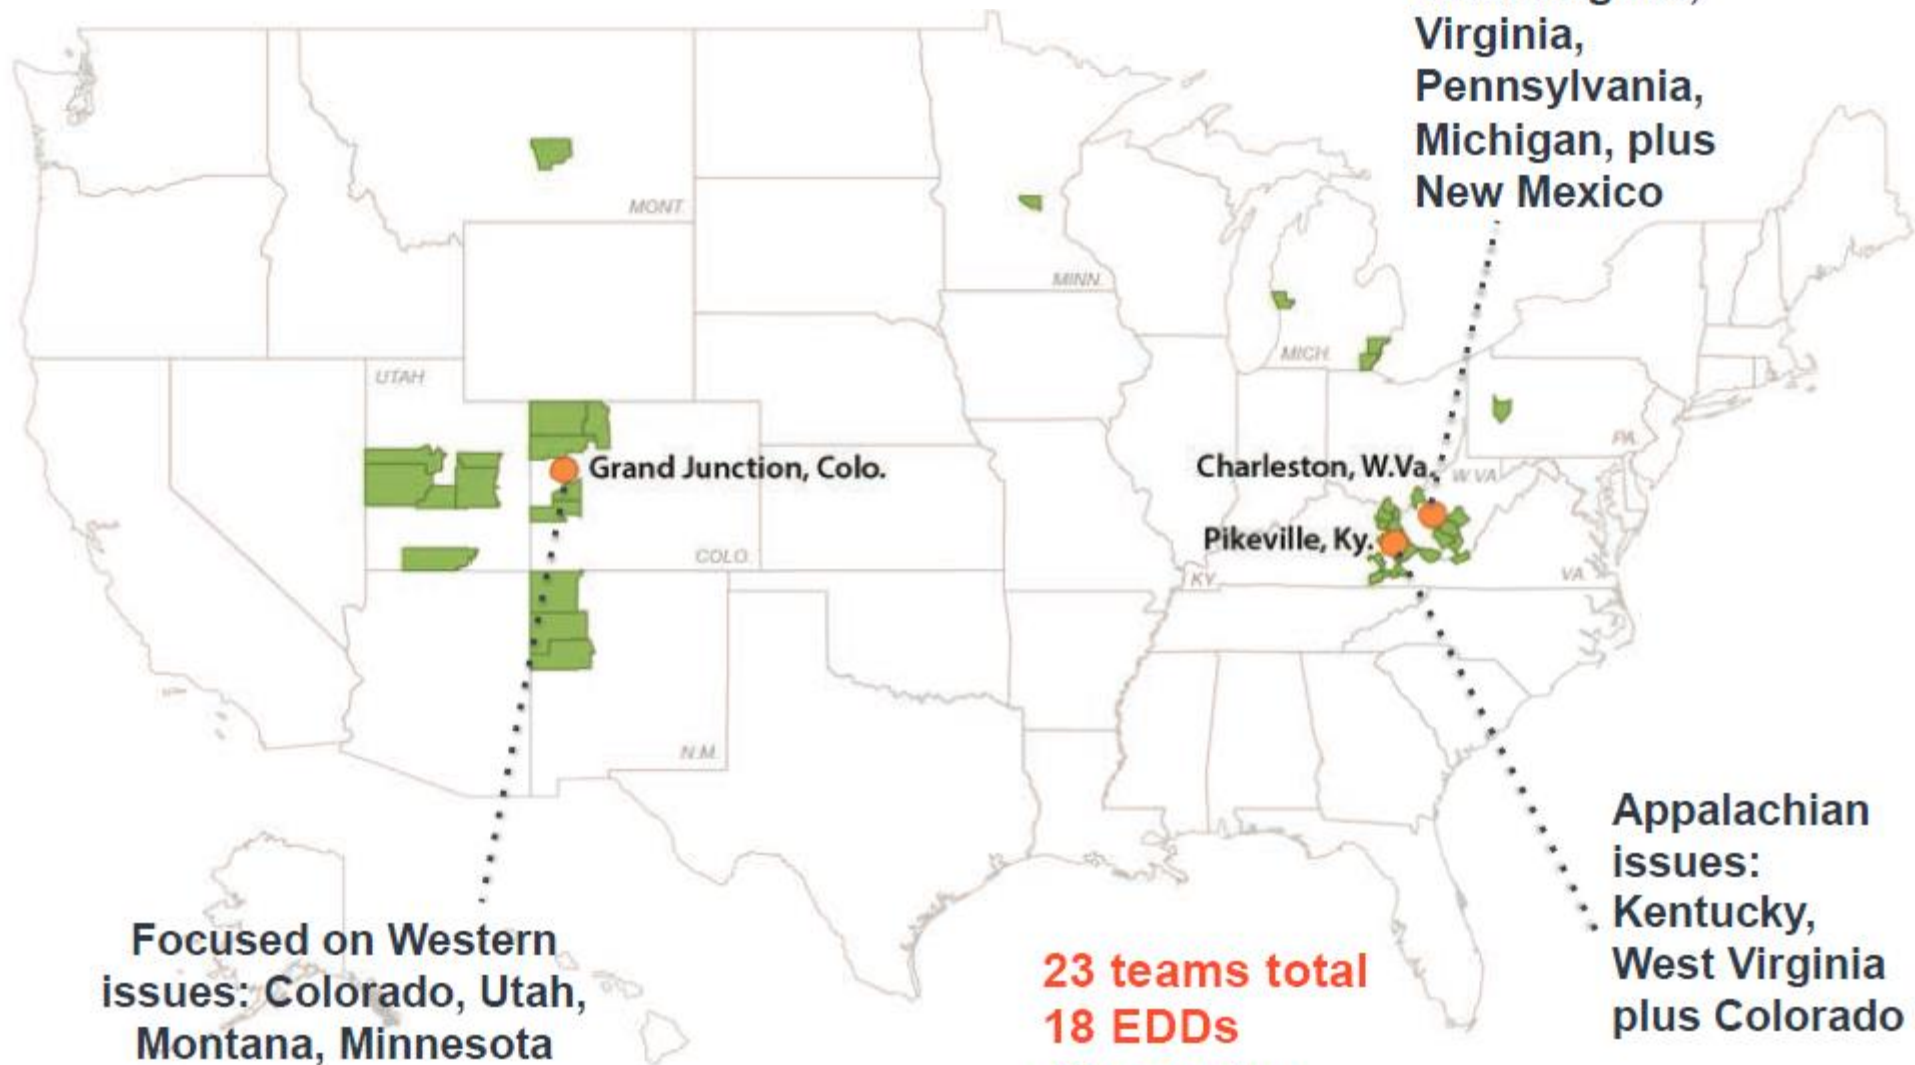 Virginia,
Pennsylvania,
Michigan, plus
New Mexico
MONT.
MINN.
MICH.
UTAH
PA.
Charleston, W.Va.
W VA.
Grand Junction, Colo.
Pikeville, Ky.
COLO.
KY.
VA.
N.M.
Appalachian
issues:
Kentucky,
West Virginia
plus Colorado
Focused on Western
issues: Colorado, Utah,
Montana, Minnesota
23 teams total
18 EDDs